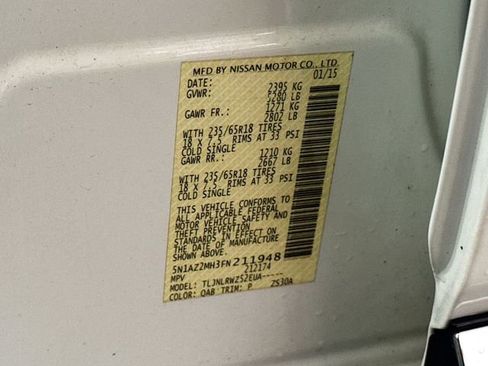 MFD BY NISSAN MOTOR CO., LTD.
DATE: 01/15
GVWR: 2395 KG
5280 LB
GAWR FR.: 1271 KG
2802 LB
WITH 235/65R18 TIRES
18 X 7.5 RIMS AT 33 PSI
COLD SINGLE
GAWR RR.: 1210 KG
2667 LB
WITH 235/65R18 TIRES
18 X 7.5 RIMS AT 33 PSI
COLD SINGLE
THIS VEHICLE CONFORMS TO
ALL APPLICABLE FEDERAL
MOTOR VEHICLE SAFETY AND
THEFT PREVENTION
STANDARDS IN EFFECT ON
THE DATE OF MANUFACTURE
SHOWN ABOVE.
5N1AZ2MH3FN211948
MPV 212174
MODEL: TLJNLRWZ52EUA-----
COLOR: QAB TRIM: P ZS30A